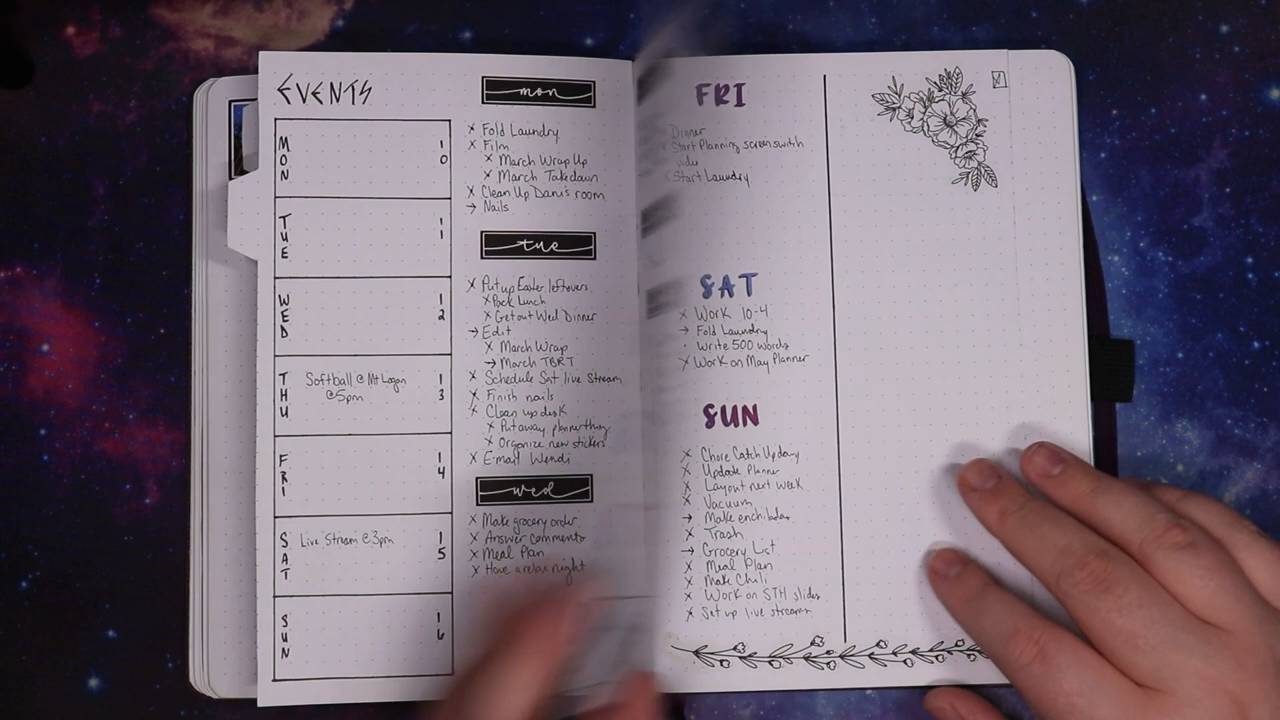 EVENTS
MON
10
TUE
11
WED
12
THU
13
Softball @ Mt Logan
@5pm
FRI
14
SAT
15
Live Stream @3pm
SUN
16
mon
x Fold Laundry
x Film
x March Wrap Up
x March Takedown
x Clean Up Dani's room
→ Nails
tue
x Put up Easter leftovers
x Pack Lunch
x Get out Wed Dinner
→ Edit
x March Wrap
→ March TBRT
x Schedule Sat live Stream
x Finish nails
x Clean up desk
x Put away planner thing
x Organize new stickers
x E-mail Wendi
wed
x Make grocery order
x Answer comments
x Meal Plan
x Have a relax night
FRI
Dinner
Start Planning screenswitch
video
Start Laundry
SAT
x Work 10-4
→ Fold Laundry
· Write 500 words
x Work on May Planner
SUN
x Chore Catch Up day
x Update Planner
x Layout next week
x Vacuum
→ Make enchiladas
x Trash
→ Grocery List
x Meal Plan
x Make Chili
x Work on STH slides
x Set up live stream